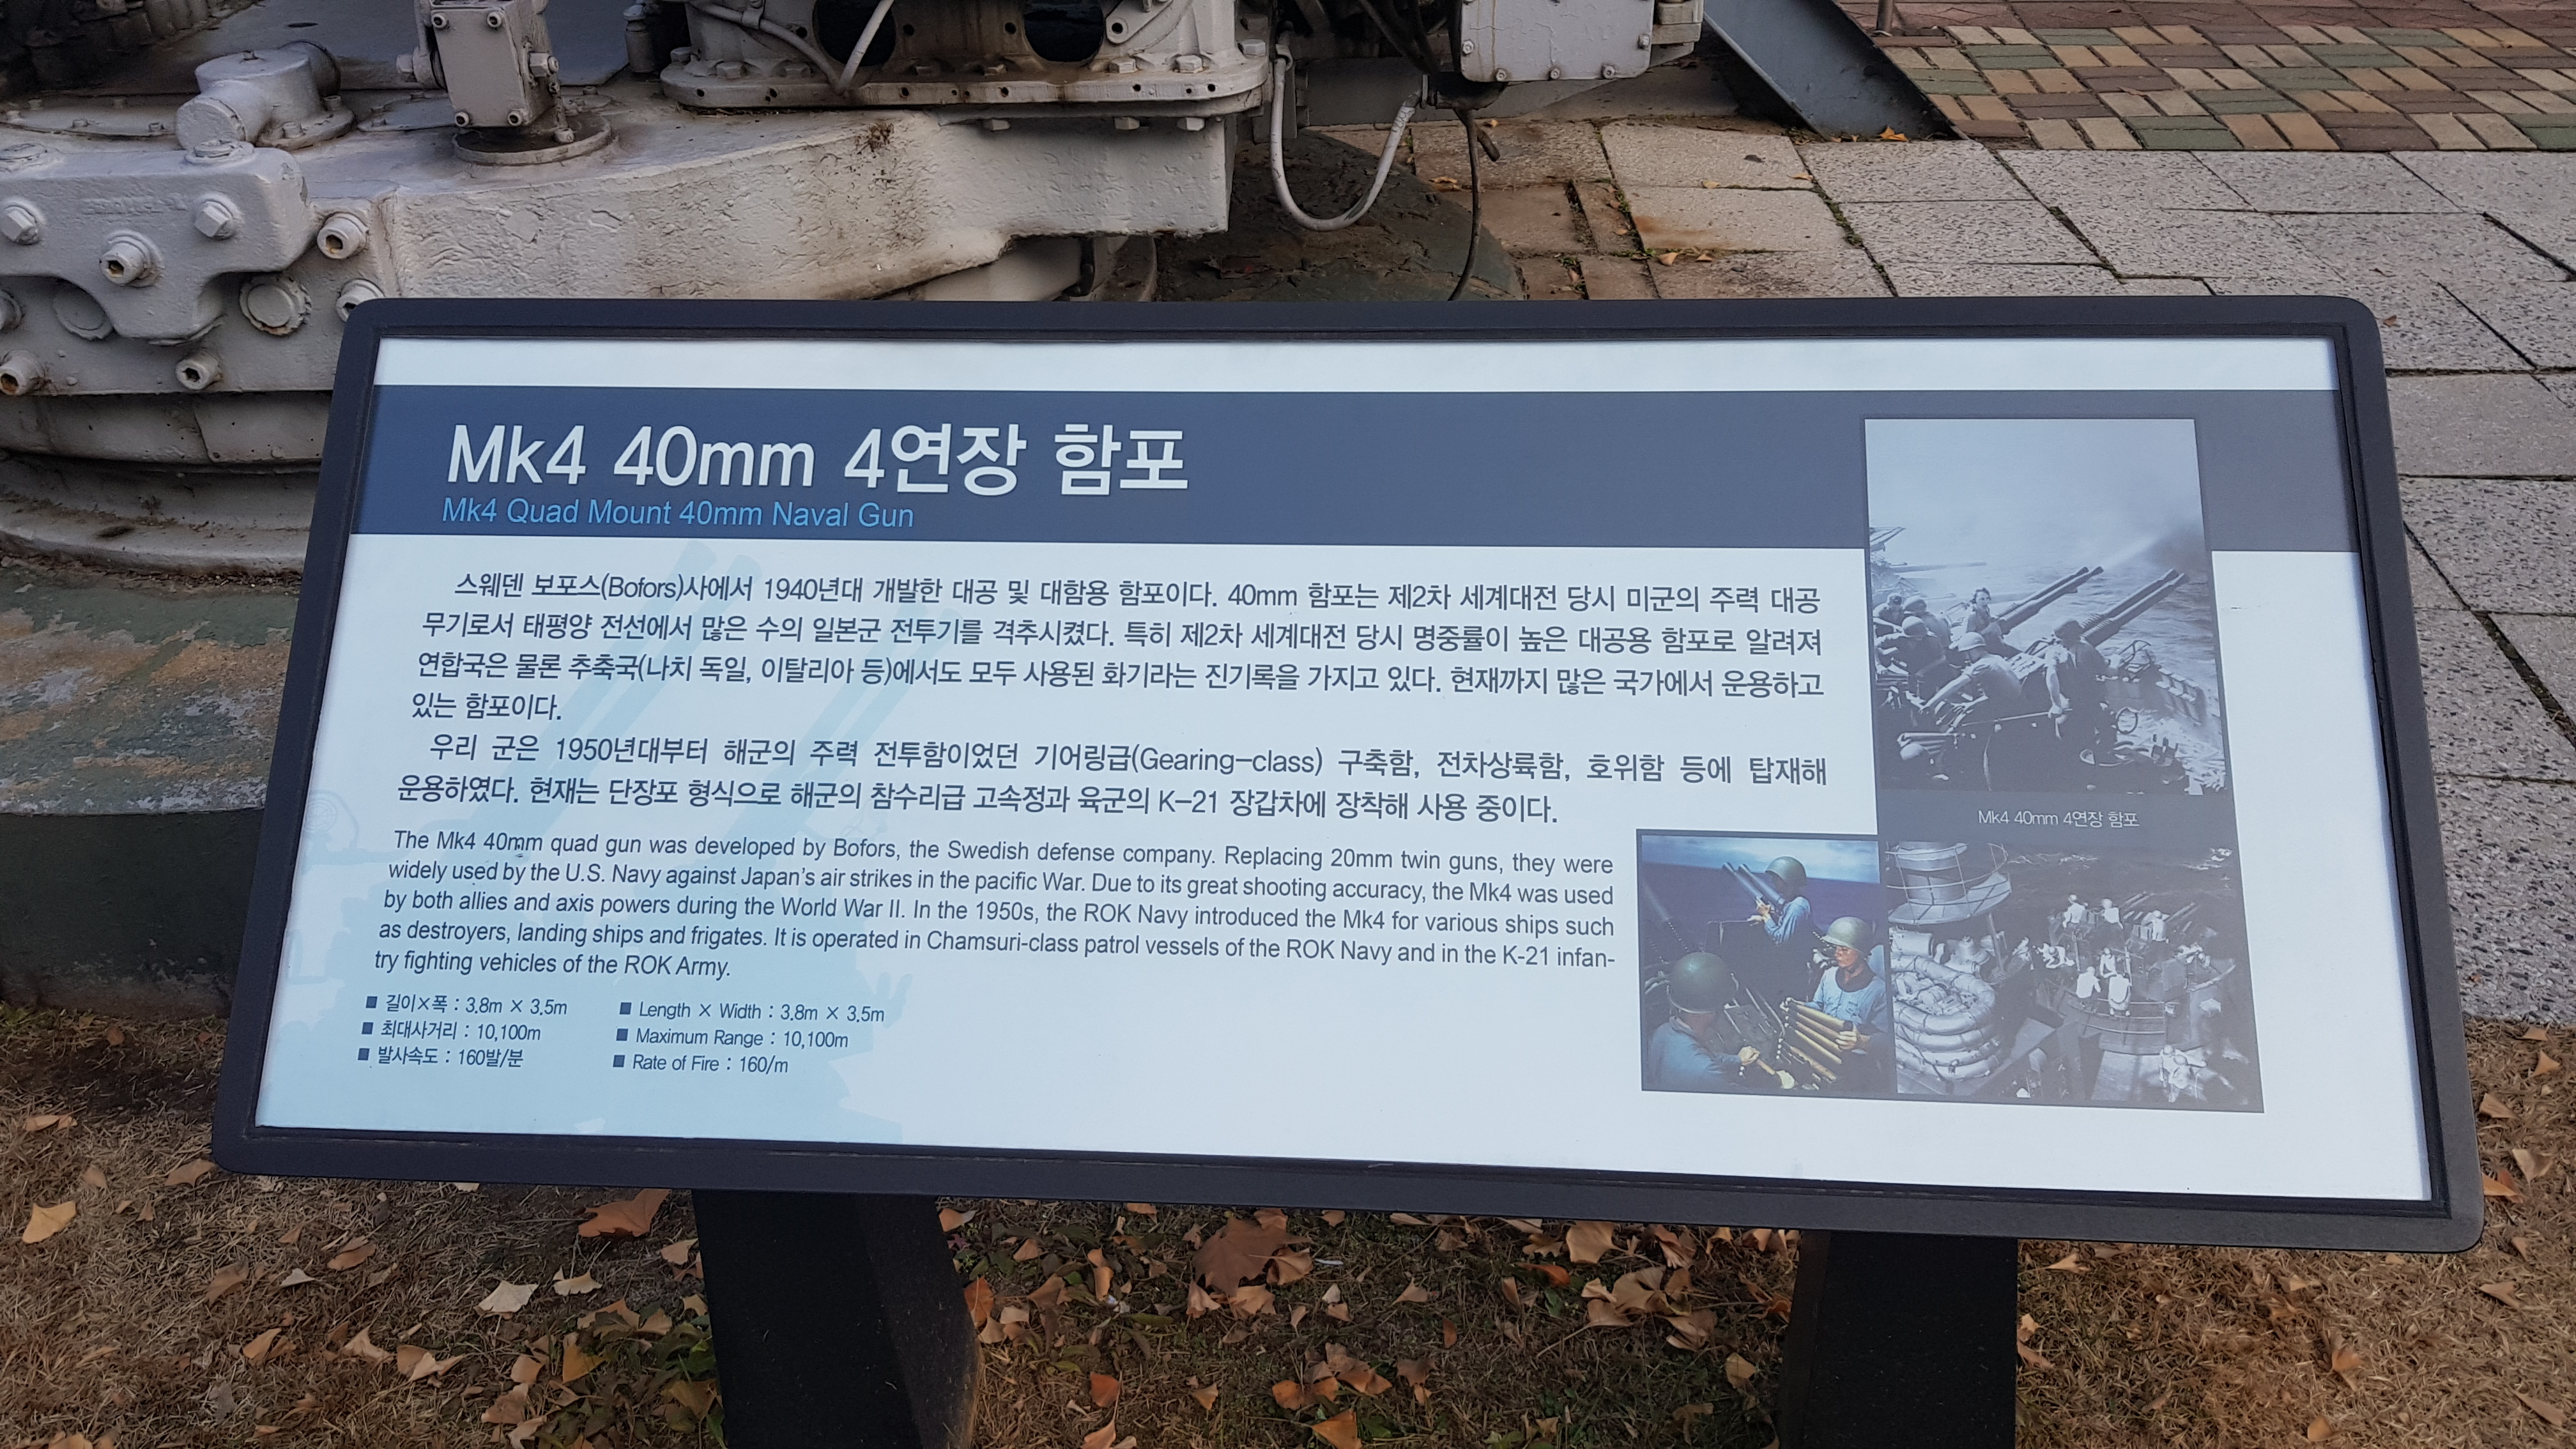 Mk4 40mm 4연장 함포
Mk4 Quad Mount 40mm Naval Gun
스웨덴 보포스(Bofors)사에서 1940년대 개발한 대공 및 대함용 함포이다. 40mm 함포는 제2차 세계대전 당시 미군의 주력 대공
무기로서 태평양 전선에서 많은 수의 일본군 전투기를 격추시켰다. 특히 제2차 세계대전 당시 명중률이 높은 대공용 함포로 알려져
연합국은 물론 추축국(나치 독일, 이탈리아 등)에서도 모두 사용된 화기라는 진기록을 가지고 있다. 현재까지 많은 국가에서 운용하고
있는 함포이다.
우리 군은 1950년대부터 해군의 주력 전투함이었던 기어링급(Gearing-class) 구축함, 전차상륙함, 호위함 등에 탑재해
운용하였다. 현재는 단장포 형식으로 해군의 참수리급 고속정과 육군의 K-21 장갑차에 장착해 사용 중이다.
The Mk4 40mm quad gun was developed by Bofors, the Swedish defense company. Replacing 20mm twin guns, they were
widely used by the U.S. Navy against Japan's air strikes in the pacific War. Due to its great shooting accuracy, the Mk4 was used
by both allies and axis powers during the World War II. In the 1950s, the ROK Navy introduced the Mk4 for various ships such
as destroyers, landing ships and frigates. It is operated in Chamsuri-class patrol vessels of the ROK Navy and in the K-21 infan-
try fighting vehicles of the ROK Army.
■ 길이×폭 : 3.8m × 3.5m
■ 최대사거리 : 10,100m
■ 발사속도 : 160발/분
■ Length × Width : 3.8m × 3.5m
■ Maximum Range : 10,100m
■ Rate of Fire : 160/m
Mk4 40mm 4연장 함포